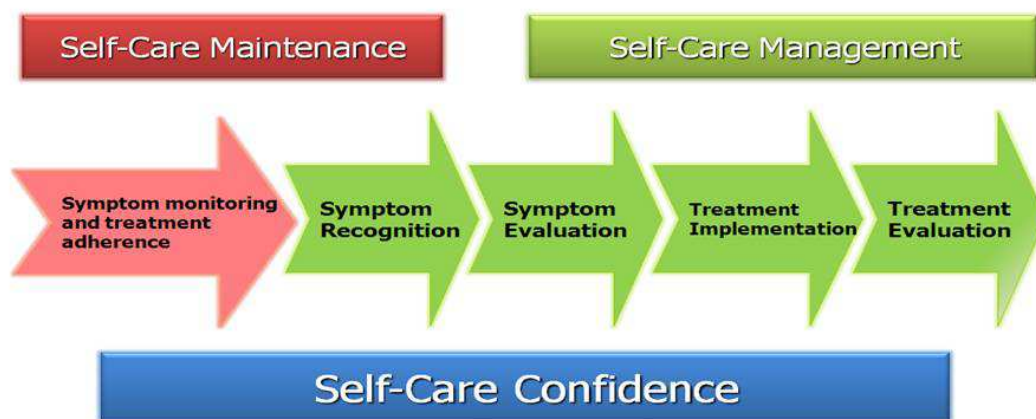 Self-Care Maintenance
Self-Care Management
Symptom monitoring
and treatment
adherence
Symptom
Recognition
Symptom
Evaluation
Treatment
Implementation
Treatment
Evaluation
Self-Care Confidence